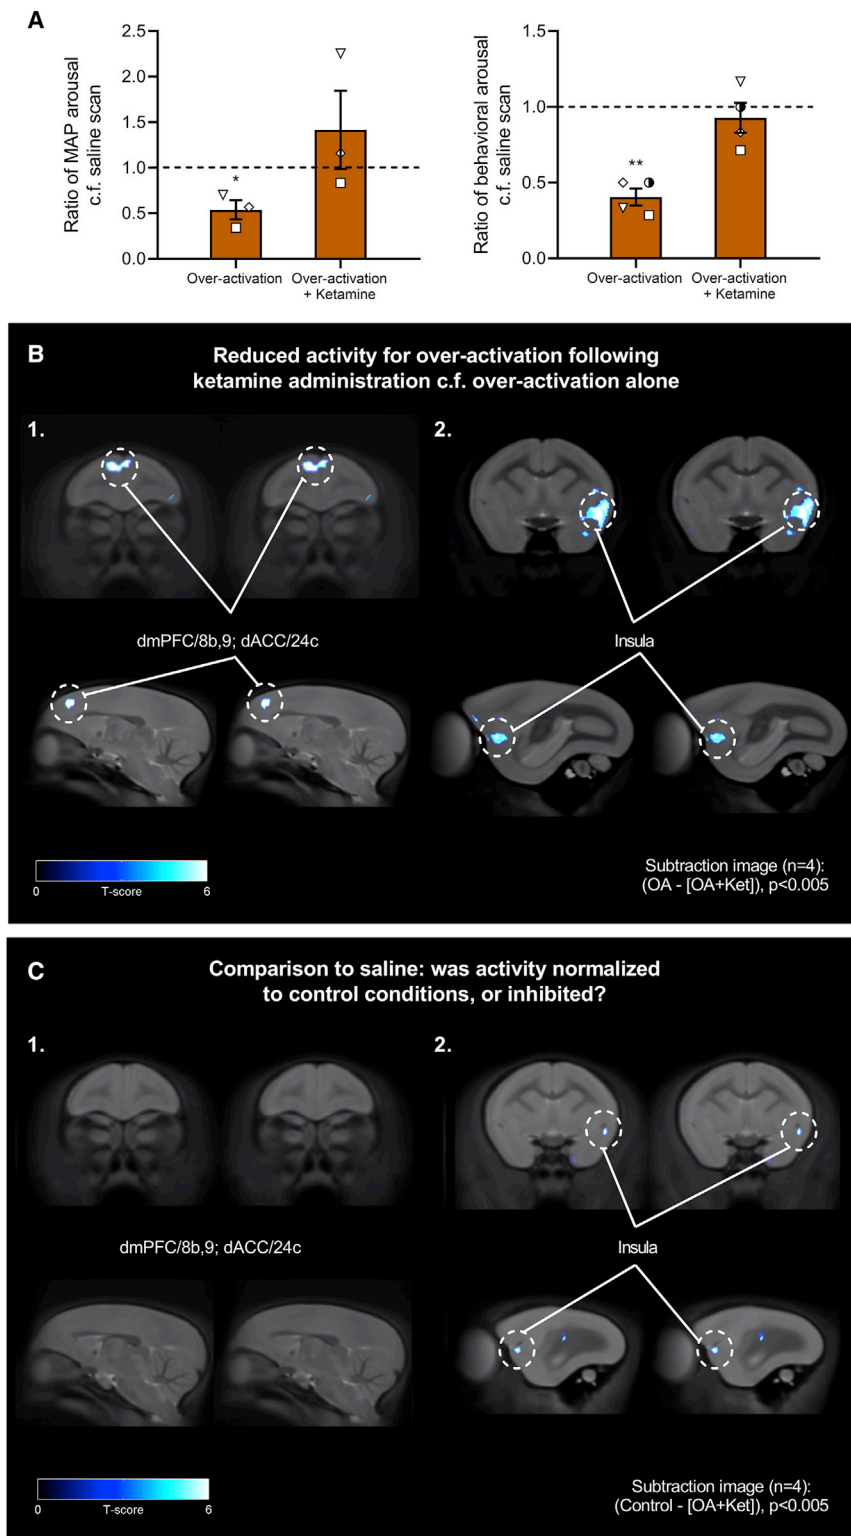 A
Ratio of MAP arousal
c.f. saline scan
2.5
2.0
1.5
1.0
0.5
0.0
*
Over-activation
Over-activation
+ Ketamine
Ratio of behavioral arousal
c.f. saline scan
1.5
1.0
0.5
0.0
**
Over-activation
Over-activation
+ Ketamine
B
Reduced activity for over-activation following
ketamine administration c.f. over-activation alone
1.
2.
dmPFC/8b,9; dACC/24c
Insula
0
T-score
6
Subtraction image (n=4):
(OA - [OA+Ket]), p<0.005
C
Comparison to saline: was activity normalized
to control conditions, or inhibited?
1.
2.
dmPFC/8b,9; dACC/24c
Insula
0
T-score
6
Subtraction image (n=4):
(Control - [OA+Ket]), p<0.005